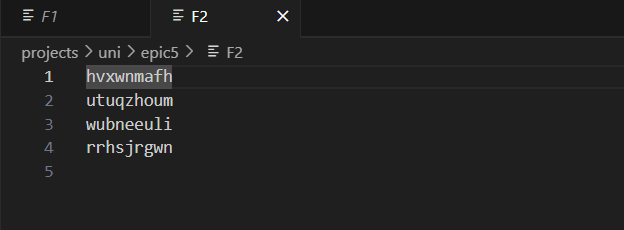 F1 F2
projects > uni > epic5 > F2
1 hvxwnmafh
2 utuqzhoum
3 wubneeuli
4 rrhsjrgwn
5